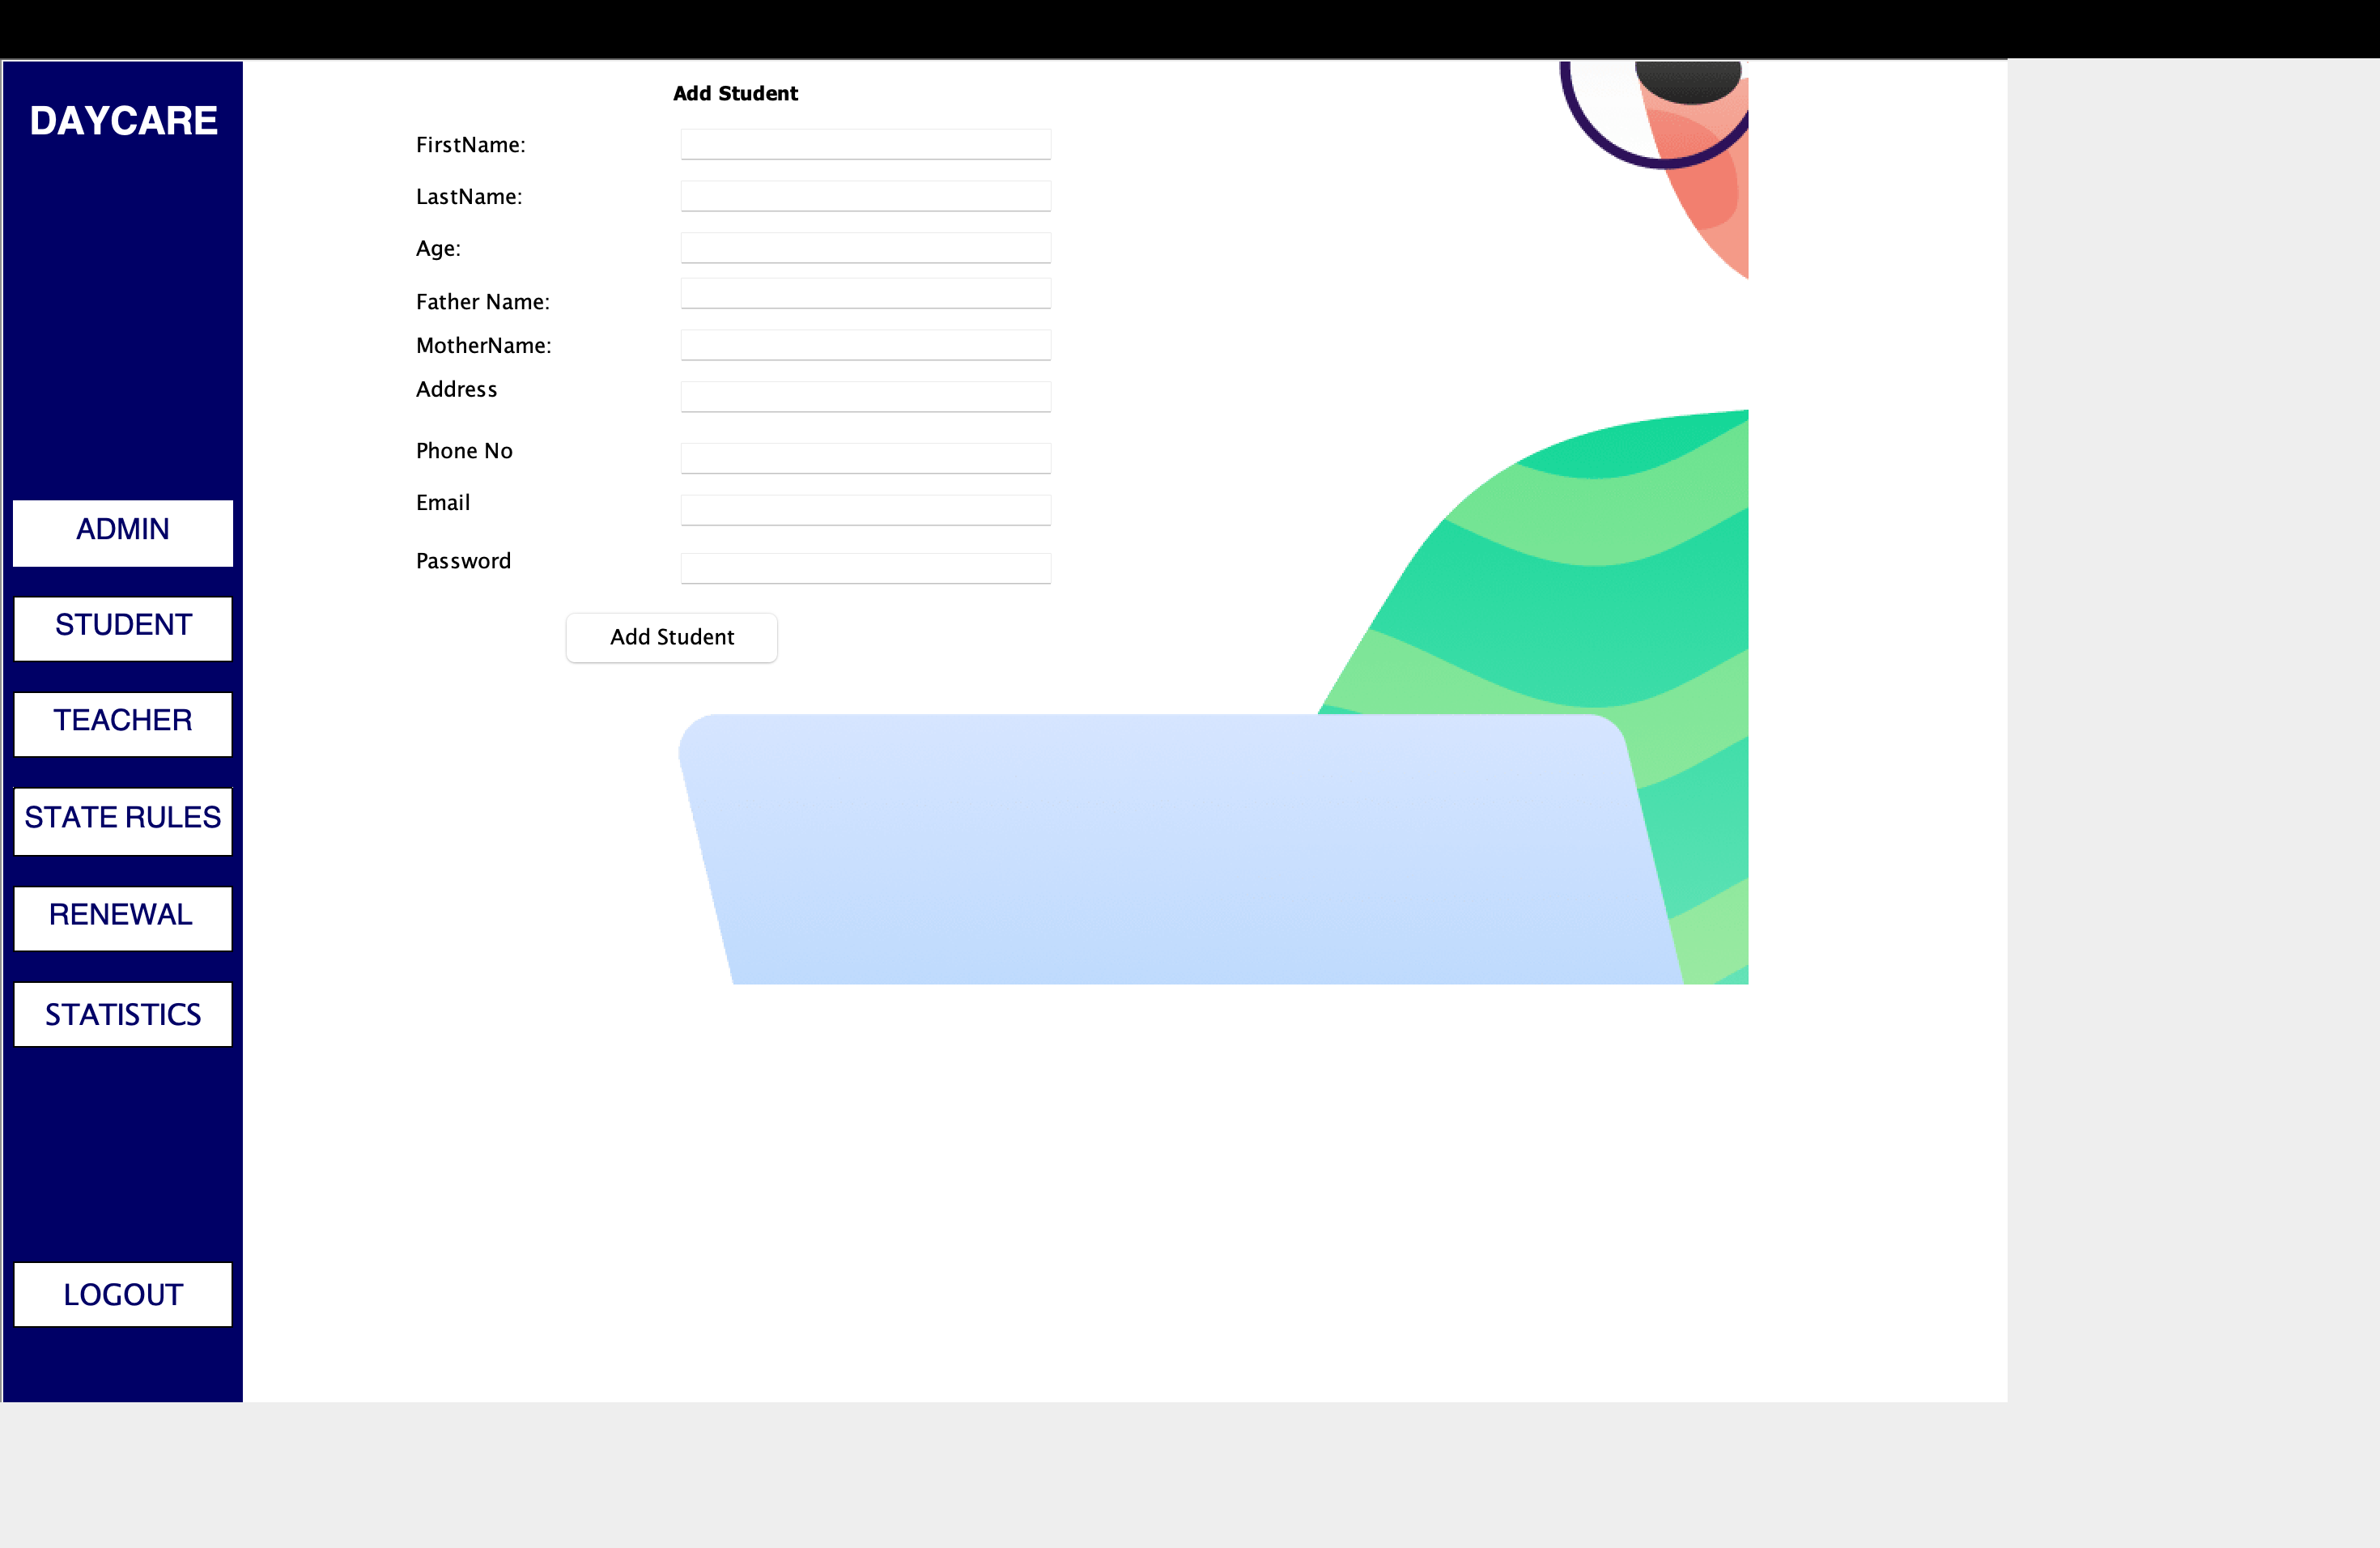 DAYCARE
ADMIN
STUDENT
TEACHER
STATE RULES
RENEWAL
STATISTICS
LOGOUT
Add Student
FirstName:
LastName:
Age:
Father Name:
MotherName:
Address
Phone No
Email
Password
Add Student